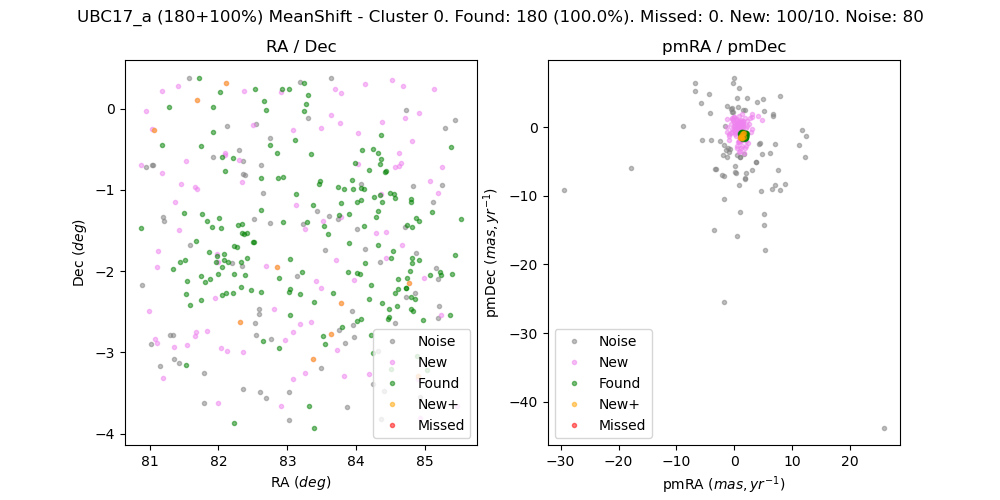 UBC17_a (180+100%) MeanShift - Cluster 0. Found: 180 (100.0%). Missed: 0. New: 100/10. Noise: 80
RA / Dec
pmRA / pmDec
0
−1
−2
−3
−4
Dec (deg)
81
82
83
84
85
RA (deg)
Noise
New
Found
New+
Missed
0
−10
−20
−30
−40
pmDec (mas, yr⁻¹)
−30
−20
−10
0
10
20
pmRA (mas, yr⁻¹)
Noise
New
Found
New+
Missed